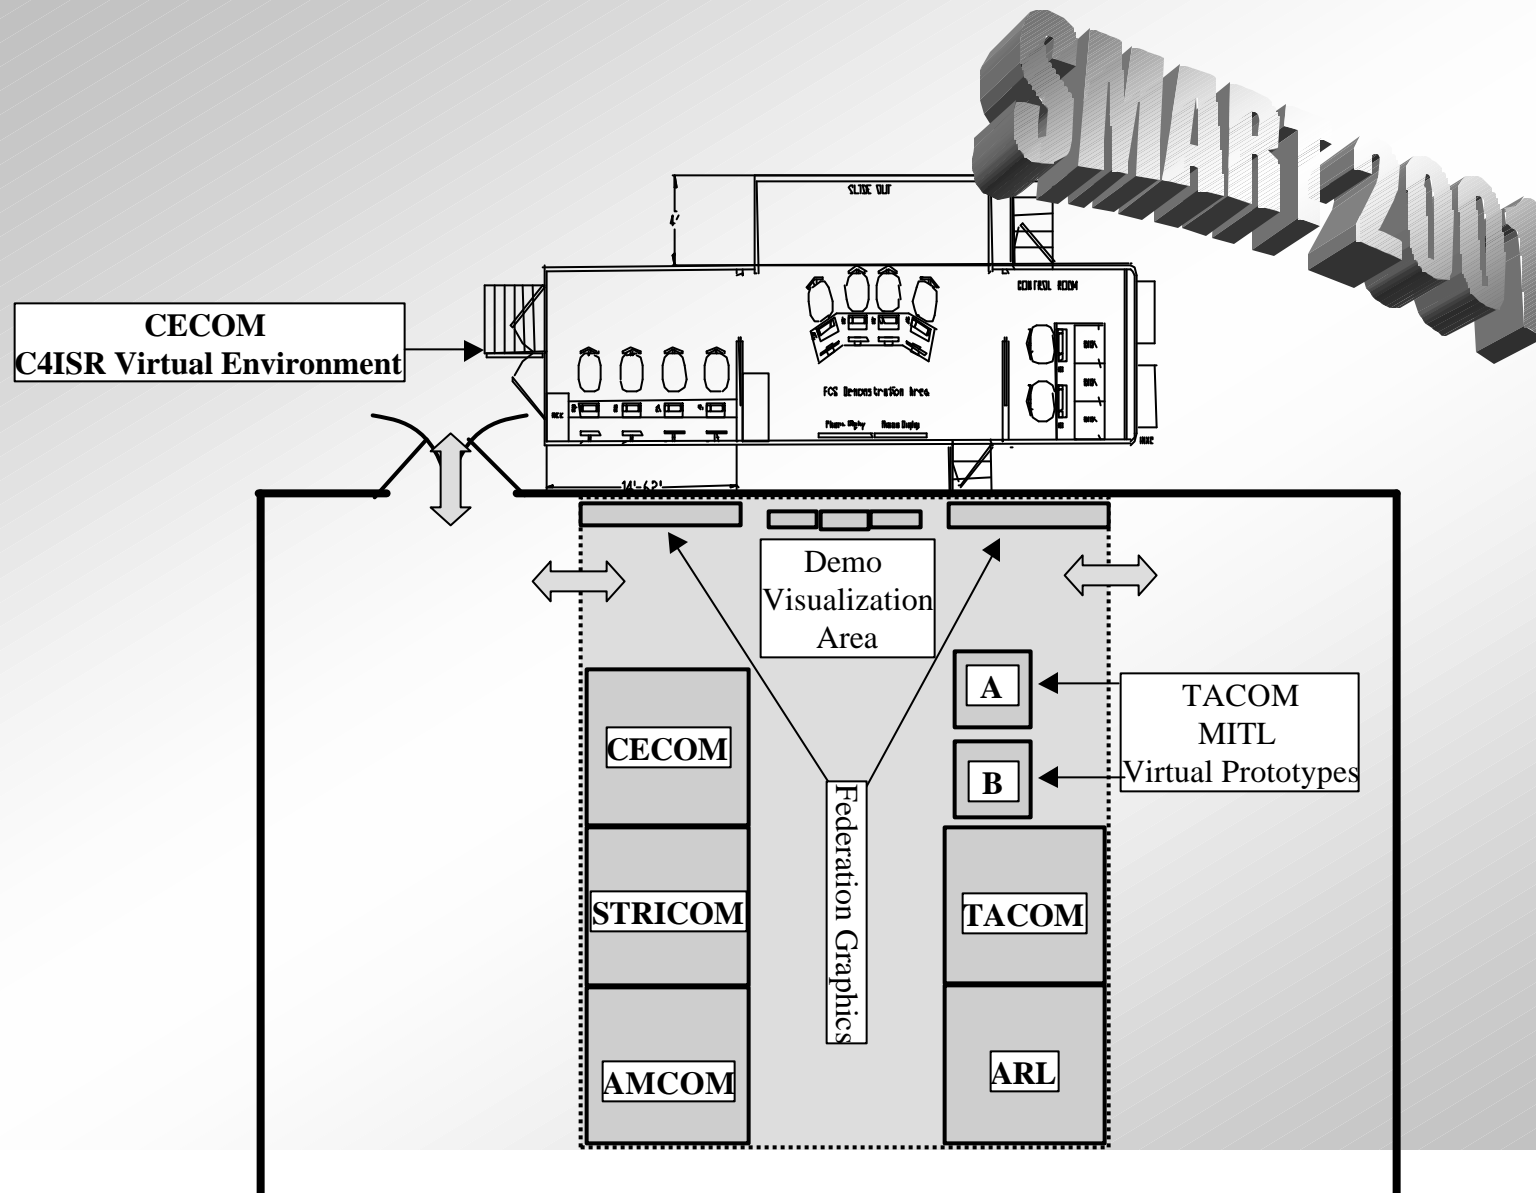 SMART 2001
SLIDE OUT
4'
CONTROL ROOM
CECOM
C4ISR Virtual Environment
FCS Demonstration Area
14'-6.2"
Demo
Visualization
Area
A
TACOM
MITL
Virtual Prototypes
B
CECOM
Federation Graphics
STRICOM
TACOM
AMCOM
ARL